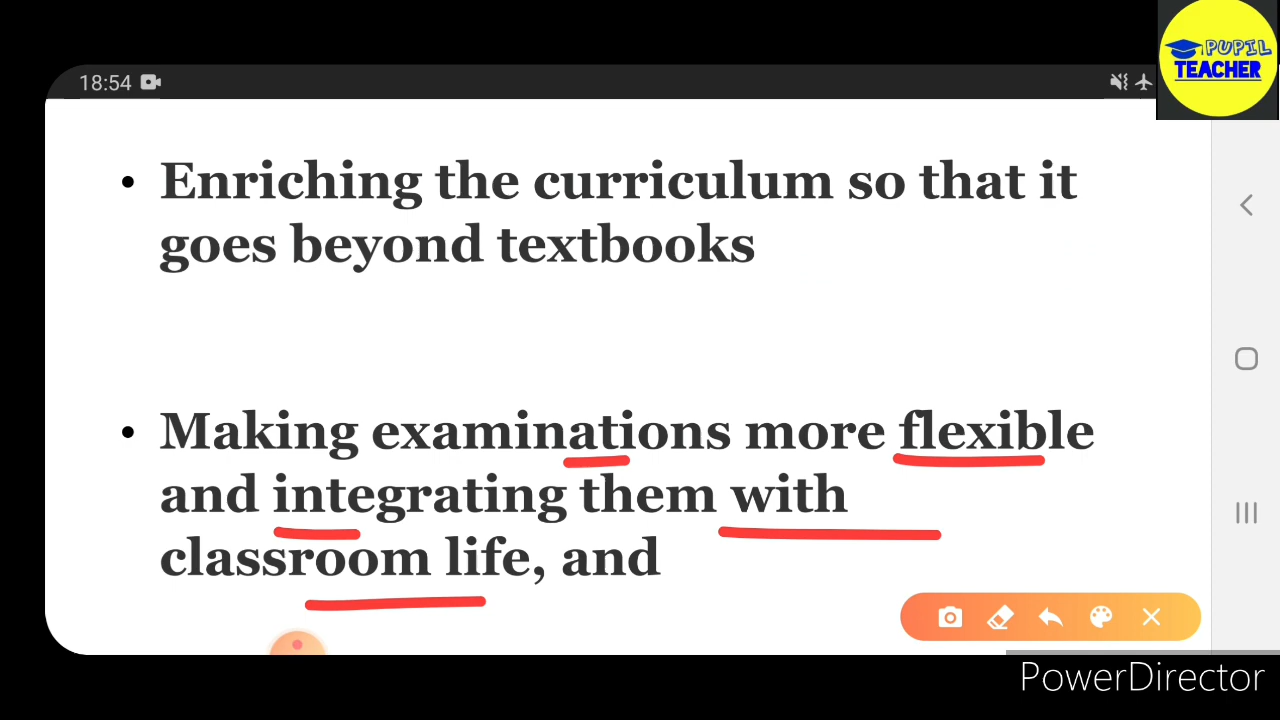 PUPIL
TEACHER
18:54
• Enriching the curriculum so that it
goes beyond textbooks
• Making examinations more flexible
and integrating them with
classroom life, and
PowerDirector